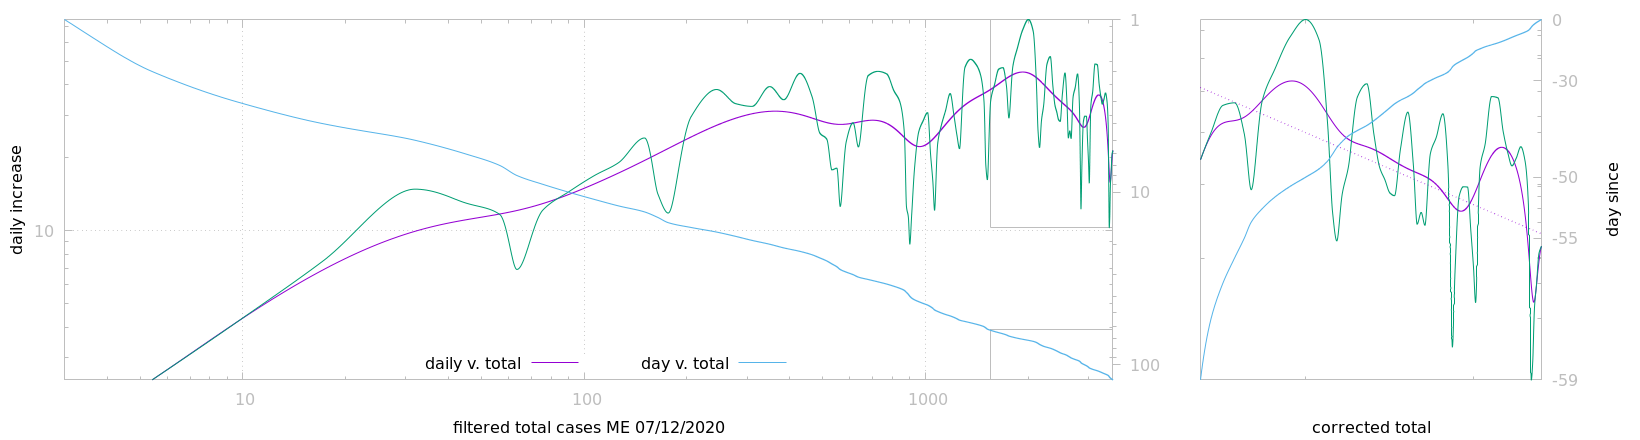 daily increase
10
daily v. total
day v. total
10
100
1000
filtered total cases ME 07/12/2020
1
10
100
0
-30
-50
-55
-59
day since
corrected total